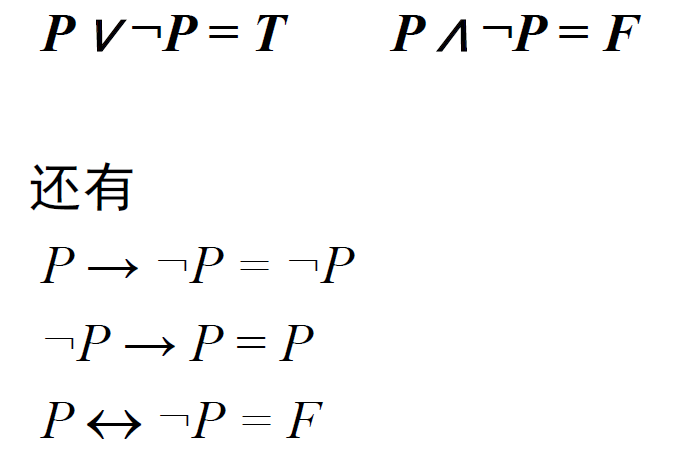 P ∨ ¬P = T P ∧ ¬P = F
还有
P → ¬P = ¬P
¬P → P = P
P ↔ ¬P = F